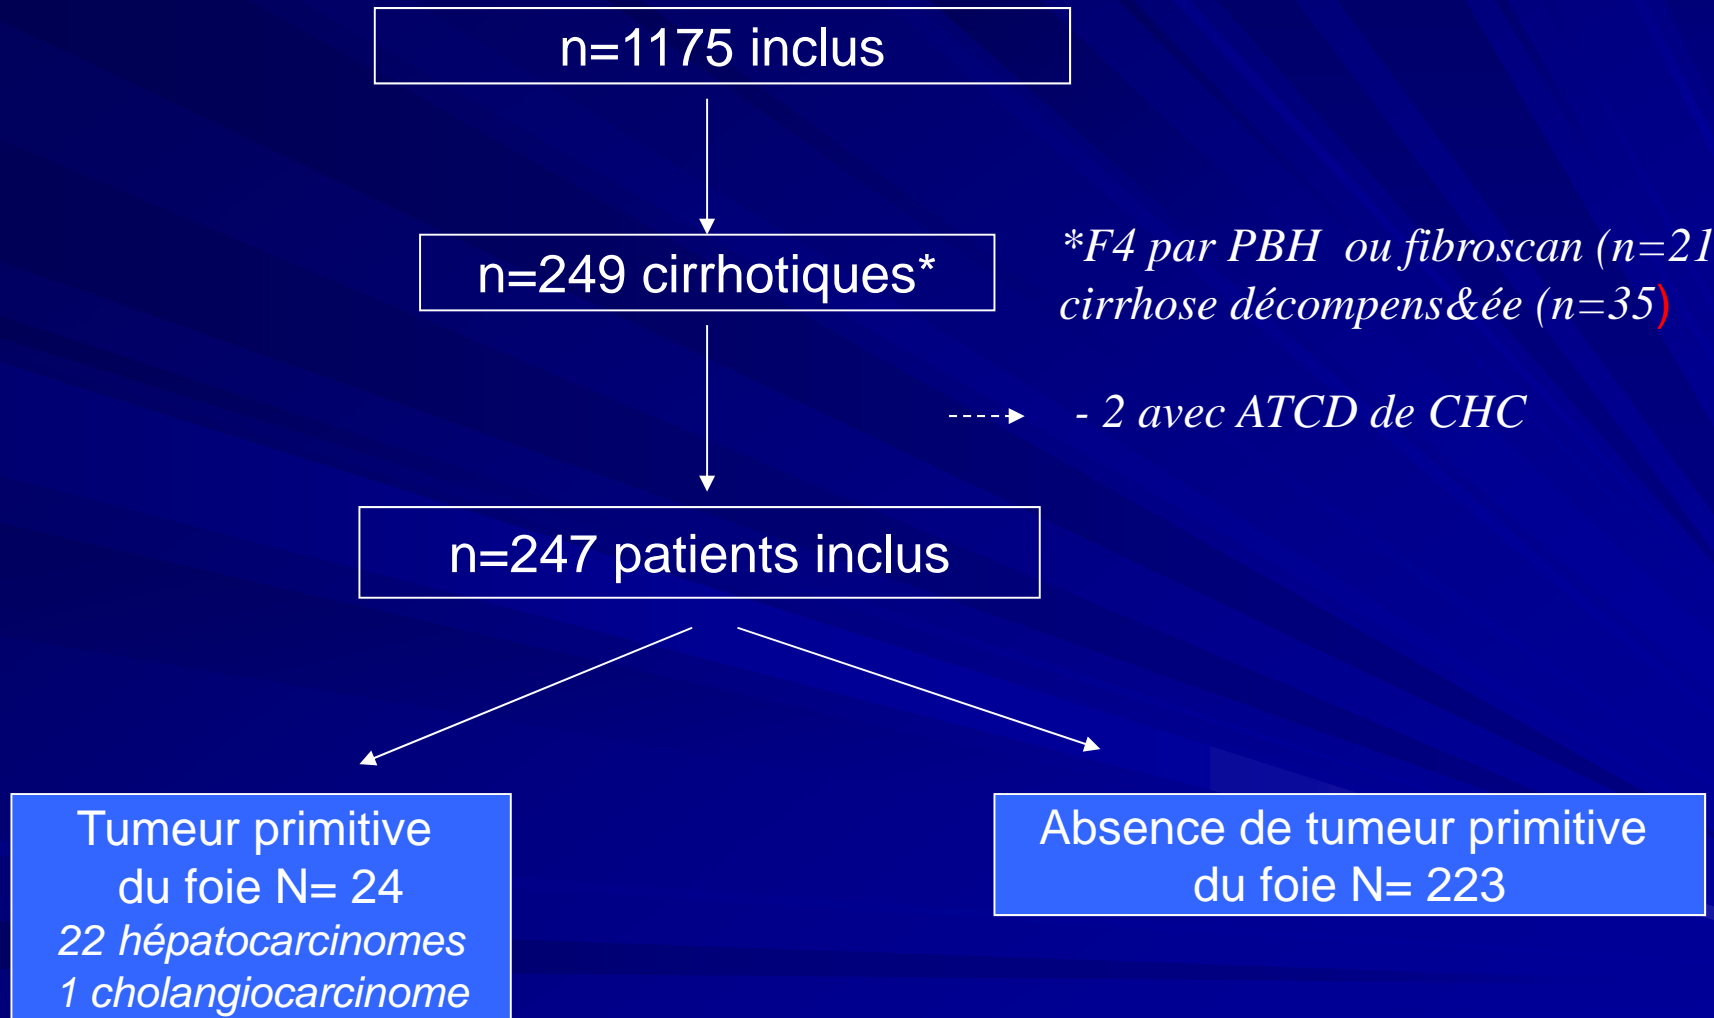 n=1175 inclus
n=249 cirrhotiques*
*F4 par PBH ou fibroscan (n=21
cirrhose décompens&ée (n=35)
- 2 avec ATCD de CHC
n=247 patients inclus
Tumeur primitive
du foie N= 24
22 hépatocarcinomes
1 cholangiocarcinome
Absence de tumeur primitive
du foie N= 223